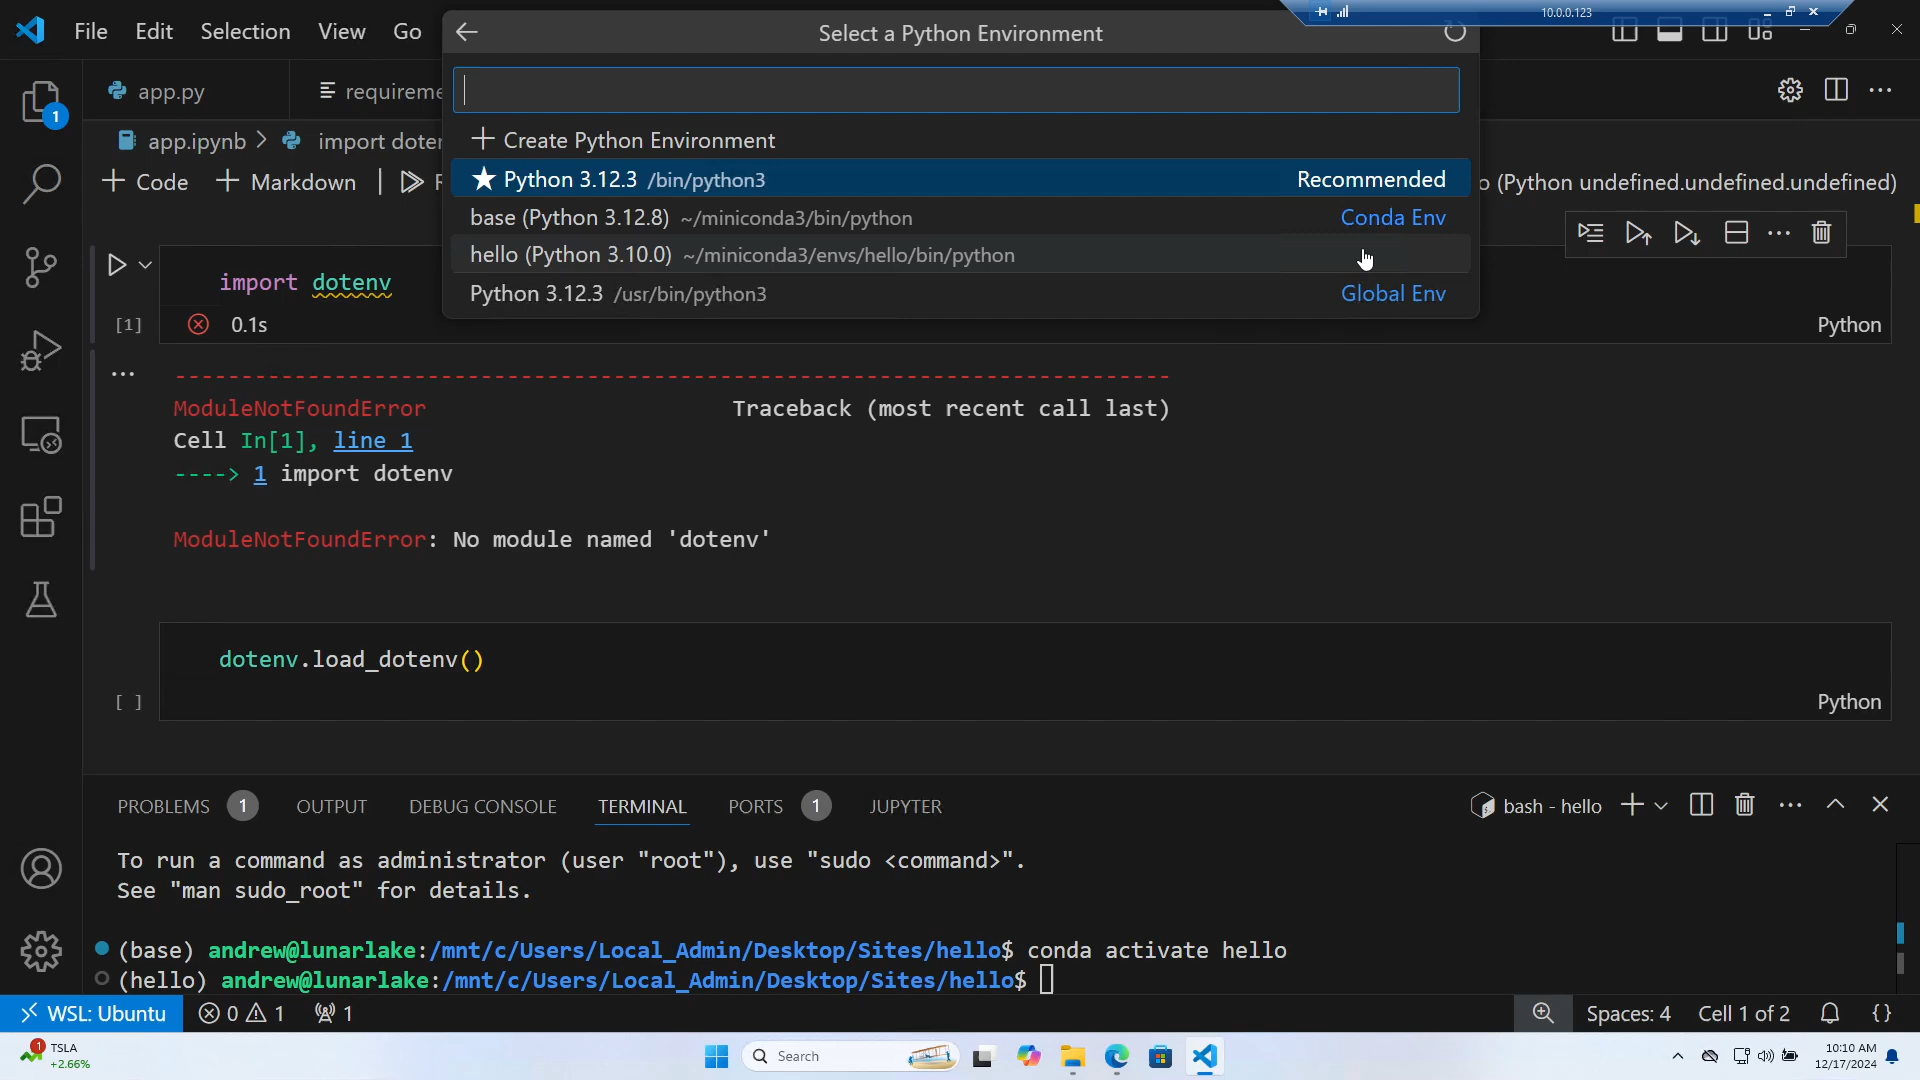 File Edit Selection View Go
Select a Python Environment
10.0.0.123
1
app.py
requireme
Create Python Environment
app.ipynb > import doter
Code
Markdown
Python 3.12.3 /bin/python3 Recommended
o (Python undefined.undefined.undefined)
base (Python 3.12.8) ~/miniconda3/bin/python Conda Env
hello (Python 3.10.0) ~/miniconda3/envs/hello/bin/python
Python 3.12.3 /usr/bin/python3 Global Env
import dotenv
[1] 0.1s Python
--------------------------------------------------------------------------
ModuleNotFoundError Traceback (most recent call last)
Cell In[1], line 1
----> 1 import dotenv
ModuleNotFoundError: No module named 'dotenv'
dotenv.load_dotenv()
[ ] Python
PROBLEMS 1 OUTPUT DEBUG CONSOLE TERMINAL PORTS 1 JUPYTER bash - hello
To run a command as administrator (user "root"), use "sudo <command>".
See "man sudo_root" for details.
(base) andrew@lunarlake:/mnt/c/Users/Local_Admin/Desktop/Sites/hello$ conda activate hello
(hello) andrew@lunarlake:/mnt/c/Users/Local_Admin/Desktop/Sites/hello$
WSL: Ubuntu 0 1 1 Spaces: 4 Cell 1 of 2 {}
1
TSLA
+2.66%
Search
10:10 AM
12/17/2024